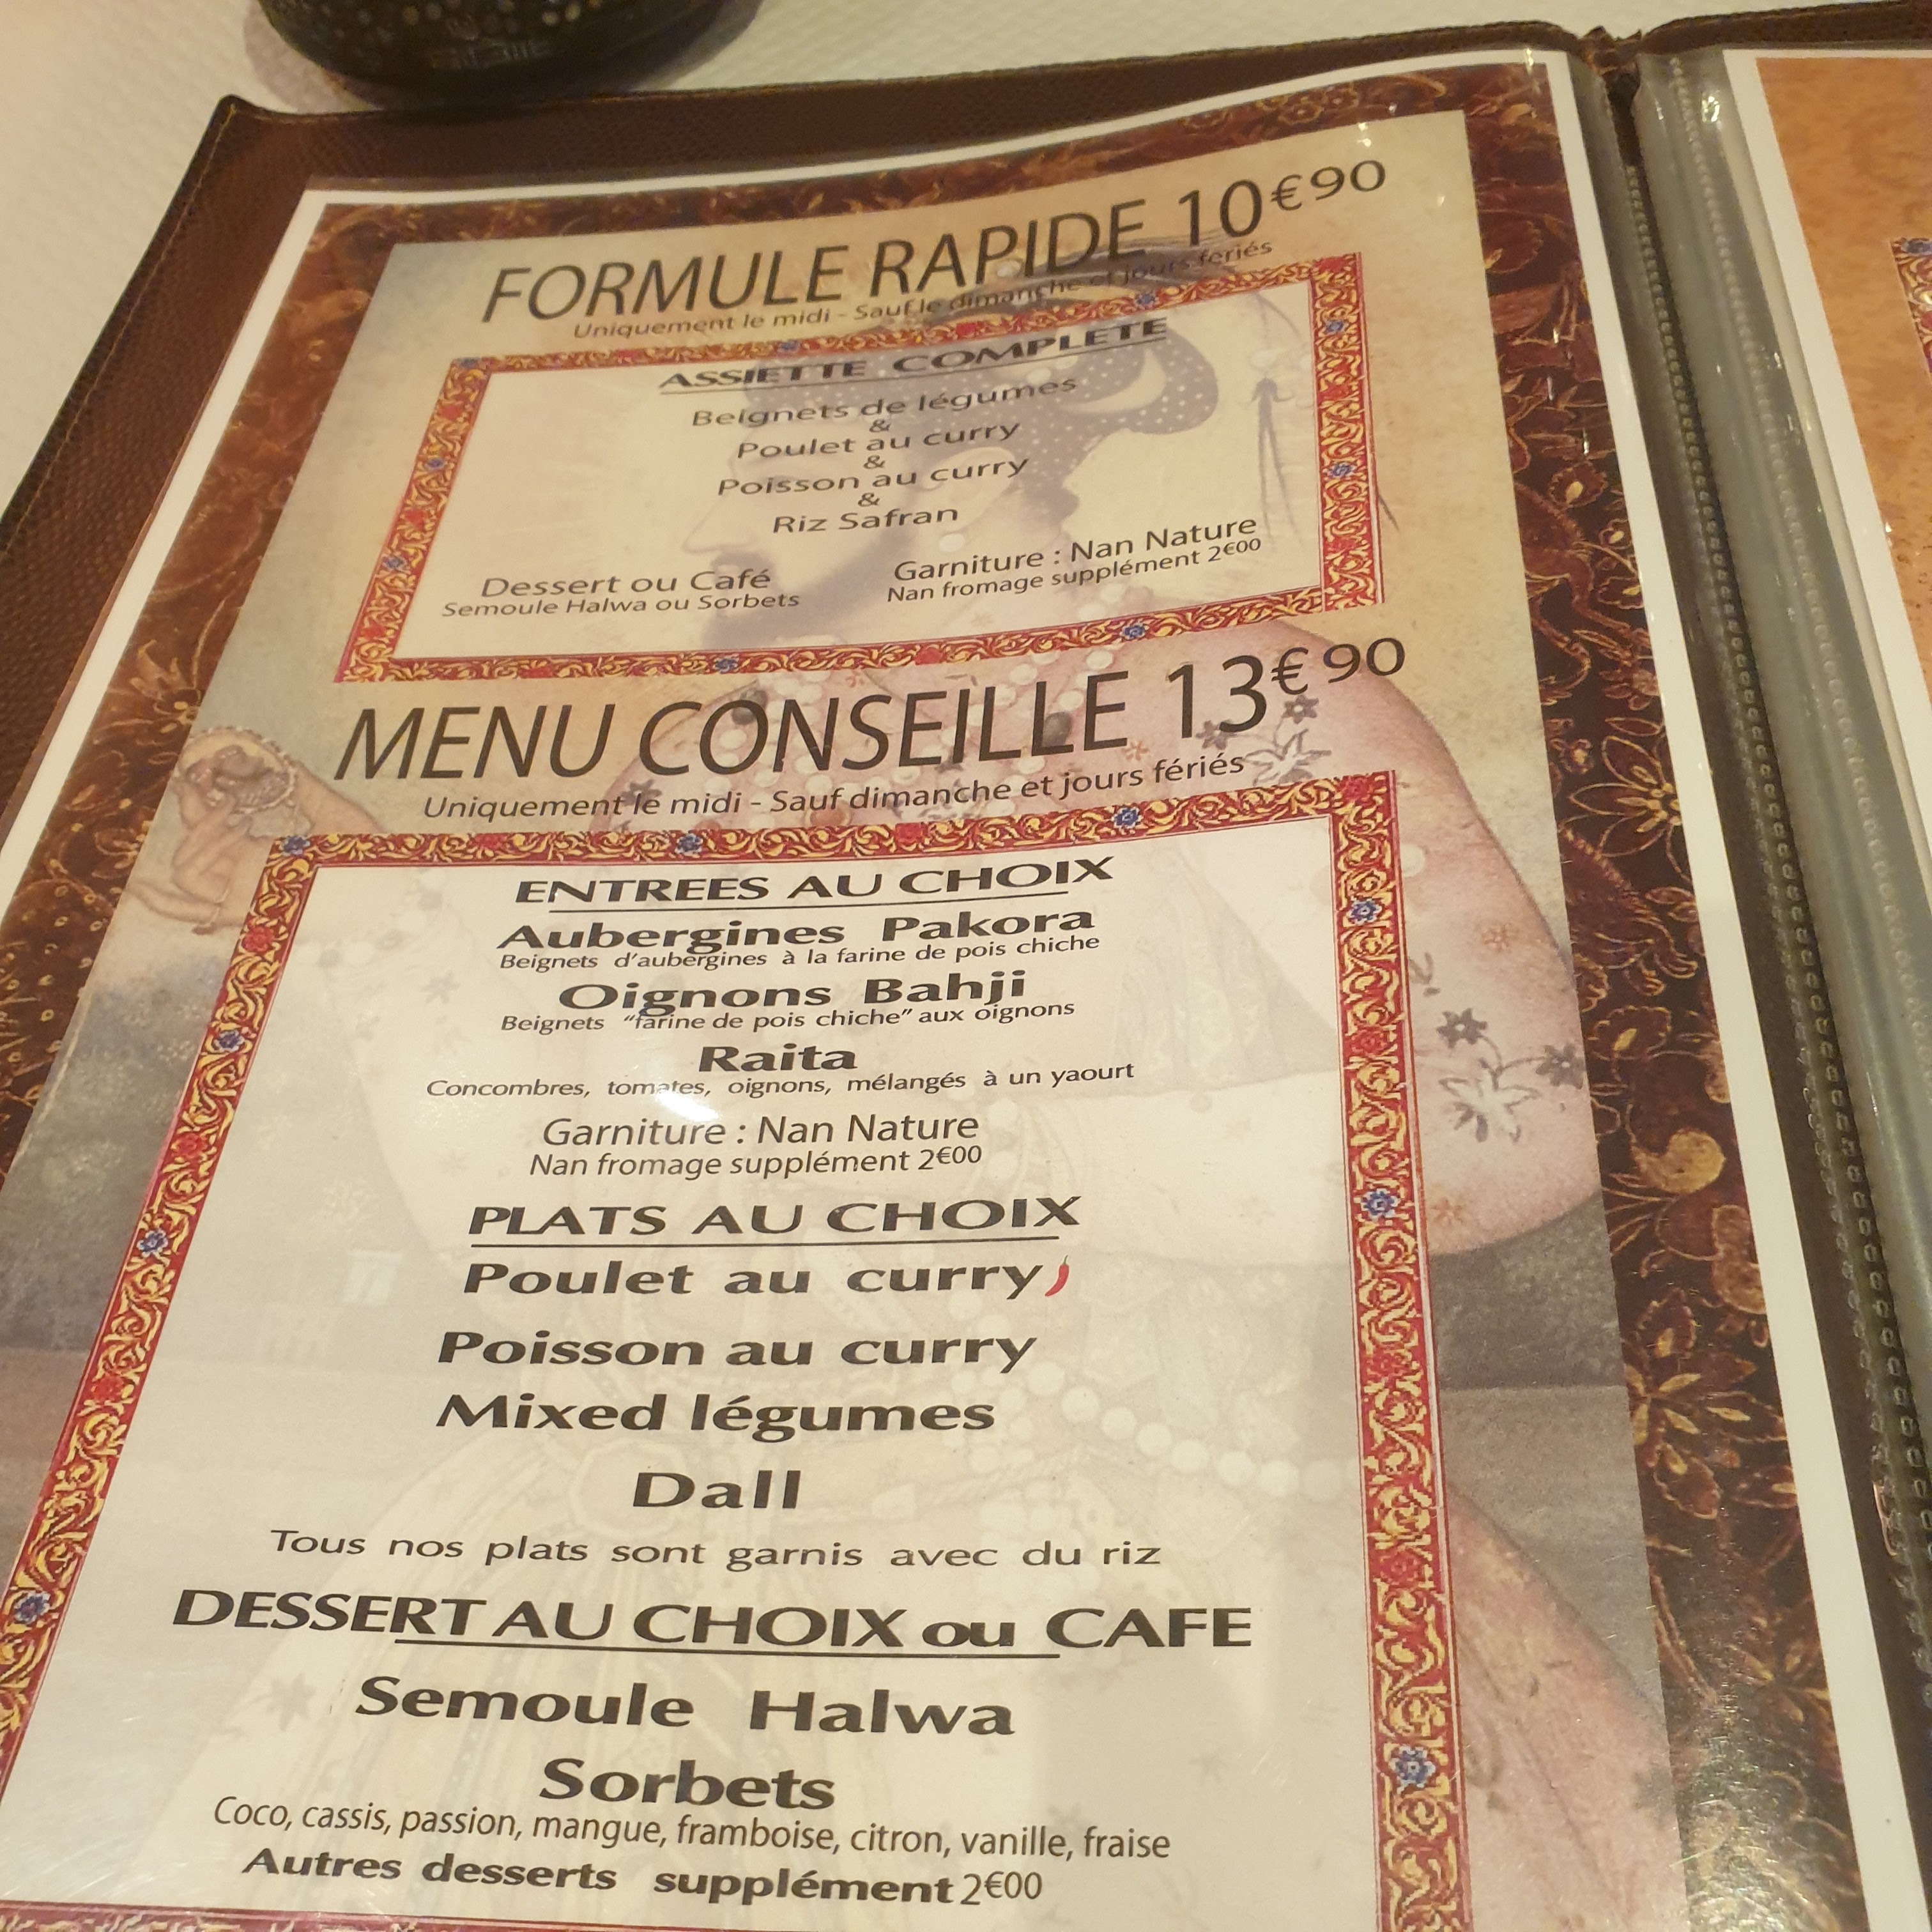 FORMULE RAPIDE 10€90
Uniquement le midi - Sauf le dimanche et jours fériés
ASSIETTE COMPLETE
Beignets de légumes
&
Poulet au curry
&
Poisson au curry
&
Riz Safran
Dessert ou Café
Semoule Halwa ou Sorbets
Garniture : Nan Nature
Nan fromage supplément 2€00
MENU CONSEILLE 13€90
Uniquement le midi - Sauf dimanche et jours fériés
ENTREES AU CHOIX
Aubergines Pakora
Beignets d'aubergines à la farine de pois chiche
Oignons Bahji
Beignets "farine de pois chiche" aux oignons
Raita
Concombres, tomates, oignons, mélangés à un yaourt
Garniture : Nan Nature
Nan fromage supplément 2€00
PLATS AU CHOIX
Poulet au curry
Poisson au curry
Mixed légumes
Dall
Tous nos plats sont garnis avec du riz
DESSERT AU CHOIX ou CAFE
Semoule Halwa
Sorbets
Coco, cassis, passion, mangue, framboise, citron, vanille, fraise
Autres desserts supplément 2€00